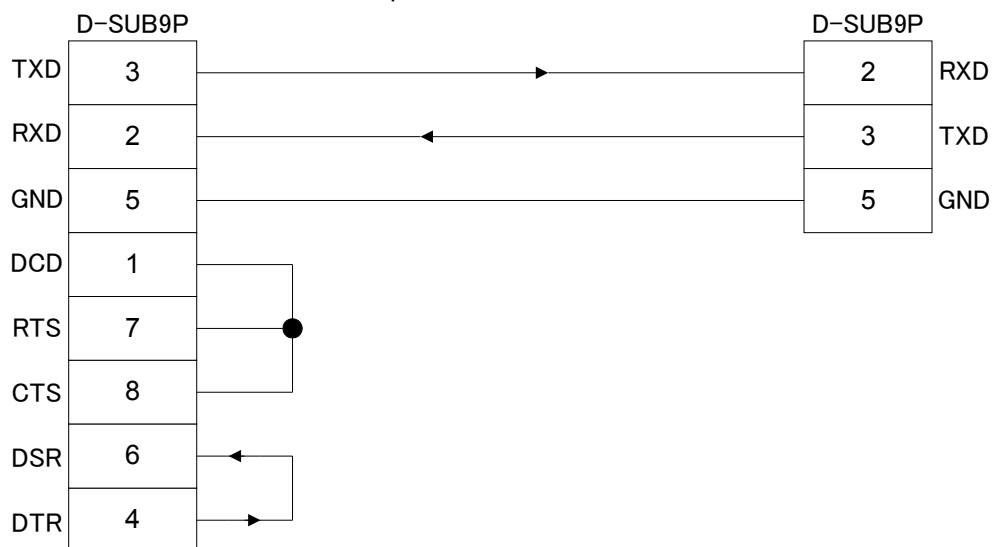 D-SUB9P D-SUB9P
TXD 3 2 RXD
RXD 2 3 TXD
GND 5 5 GND
DCD 1
RTS 7
CTS 8
DSR 6
DTR 4